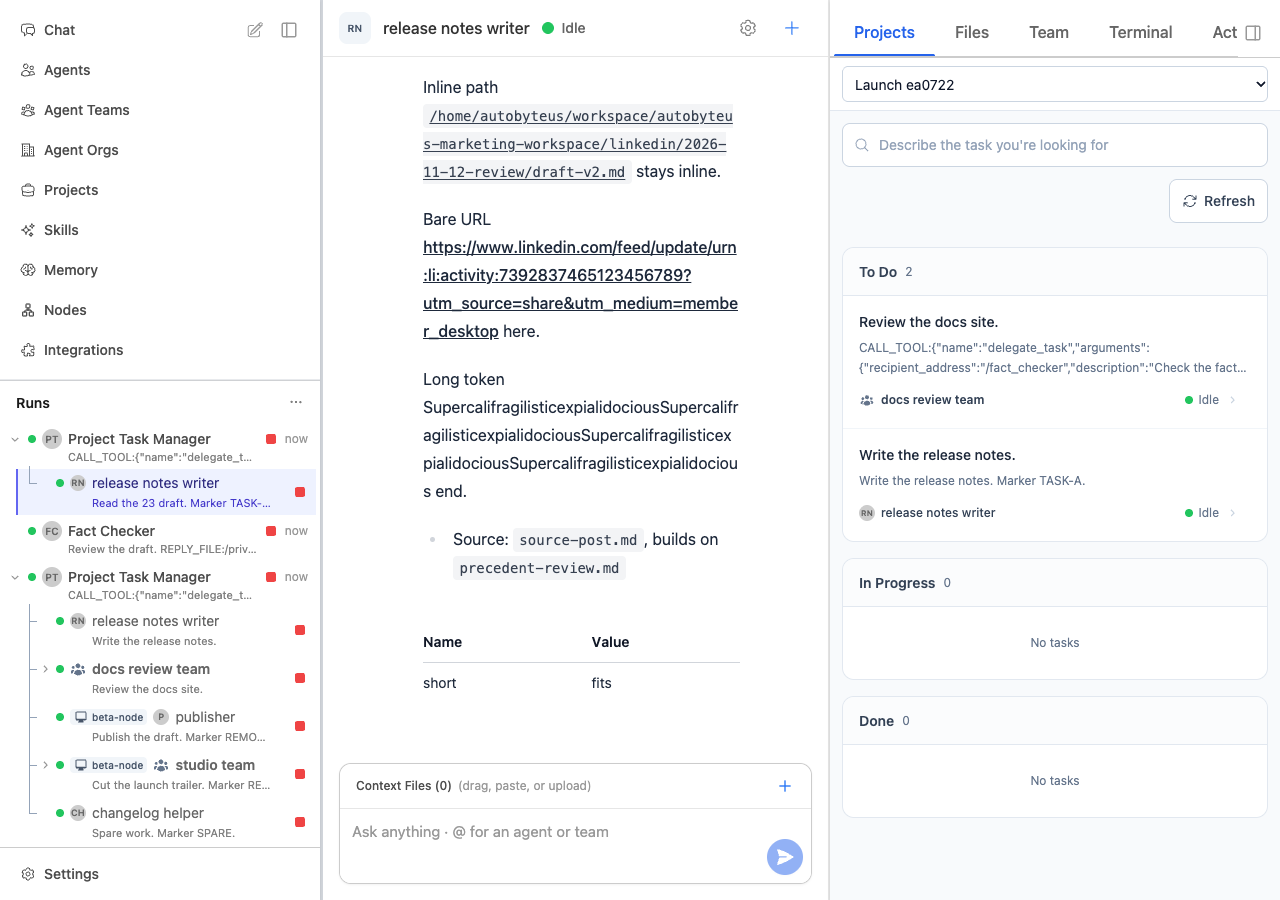 Chat
Agents
Agent Teams
Agent Orgs
Projects
Skills
Memory
Nodes
Integrations
Runs
PT Project Task Manager now
CALL_TOOL:{"name":"delegate_t...
RN release notes writer
Read the 23 draft. Marker TASK-...
FC Fact Checker now
Review the draft. REPLY_FILE:/priv...
PT Project Task Manager now
CALL_TOOL:{"name":"delegate_t...
RN release notes writer
Write the release notes.
docs review team
Review the docs site.
beta-node P publisher
Publish the draft. Marker REMO...
beta-node studio team
Cut the launch trailer. Marker RE...
CH changelog helper
Spare work. Marker SPARE.
Settings
RN release notes writer Idle
Inline path
/home/autobyteus/workspace/autobyteu
s-marketing-workspace/linkedin/2026-
11-12-review/draft-v2.md stays inline.
Bare URL
https://www.linkedin.com/feed/update/urn
:li:activity:7392837465123456789?
utm_source=share&utm_medium=membe
r_desktop here.
Long token
SupercalifragilisticexpialidociousSupercalifr
agilisticexpialidociousSupercalifragilisticex
pialidociousSupercalifragilisticexpialidociou
s end.
Source: source-post.md , builds on
precedent-review.md
Name Value
short fits
Context Files (0) (drag, paste, or upload)
Ask anything · @ for an agent or team
Projects Files Team Terminal Act
Launch ea0722
Describe the task you're looking for
Refresh
To Do 2
Review the docs site.
CALL_TOOL:{"name":"delegate_task","arguments":
{"recipient_address":"/fact_checker","description":"Check the fact...
docs review team Idle
Write the release notes.
Write the release notes. Marker TASK-A.
RN release notes writer Idle
In Progress 0
No tasks
Done 0
No tasks